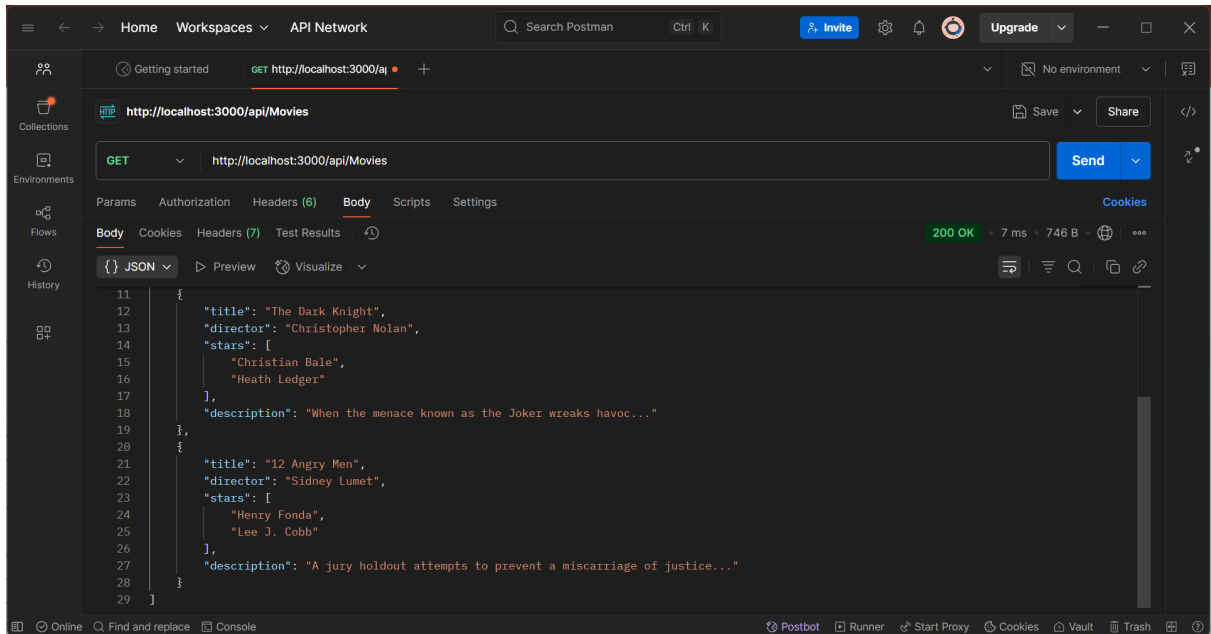 Home Workspaces API Network Search Postman Ctrl K Invite Upgrade
Getting started GET http://localhost:3000/a No environment
HTTP http://localhost:3000/api/Movies Save Share
Collections
GET http://localhost:3000/api/Movies Send
Environments
Params Authorization Headers (6) Body Scripts Settings Cookies
Flows
Body Cookies Headers (7) Test Results 200 OK • 7 ms • 746 B •
{} JSON Preview Visualize
History
11 {
12 "title": "The Dark Knight",
13 "director": "Christopher Nolan",
14 "stars": [
15 "Christian Bale",
16 "Heath Ledger"
17 ],
18 "description": "When the menace known as the Joker wreaks havoc..."
19 },
20 {
21 "title": "12 Angry Men",
22 "director": "Sidney Lumet",
23 "stars": [
24 "Henry Fonda",
25 "Lee J. Cobb"
26 ],
27 "description": "A jury holdout attempts to prevent a miscarriage of justice..."
28 }
29 ]
Online Find and replace Console Postbot Runner Start Proxy Cookies Vault Trash